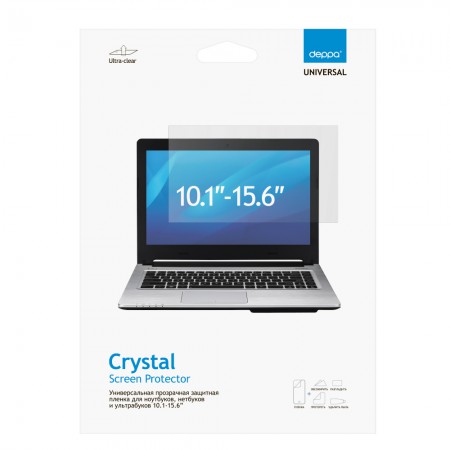 Ultra-clear
deppa
UNIVERSAL
10.1”-15.6”
Crystal
Screen Protector
Универсальная прозрачная защитная
пленка для ноутбуков, нетбуков
и ультрабуков 10.1-15.6”